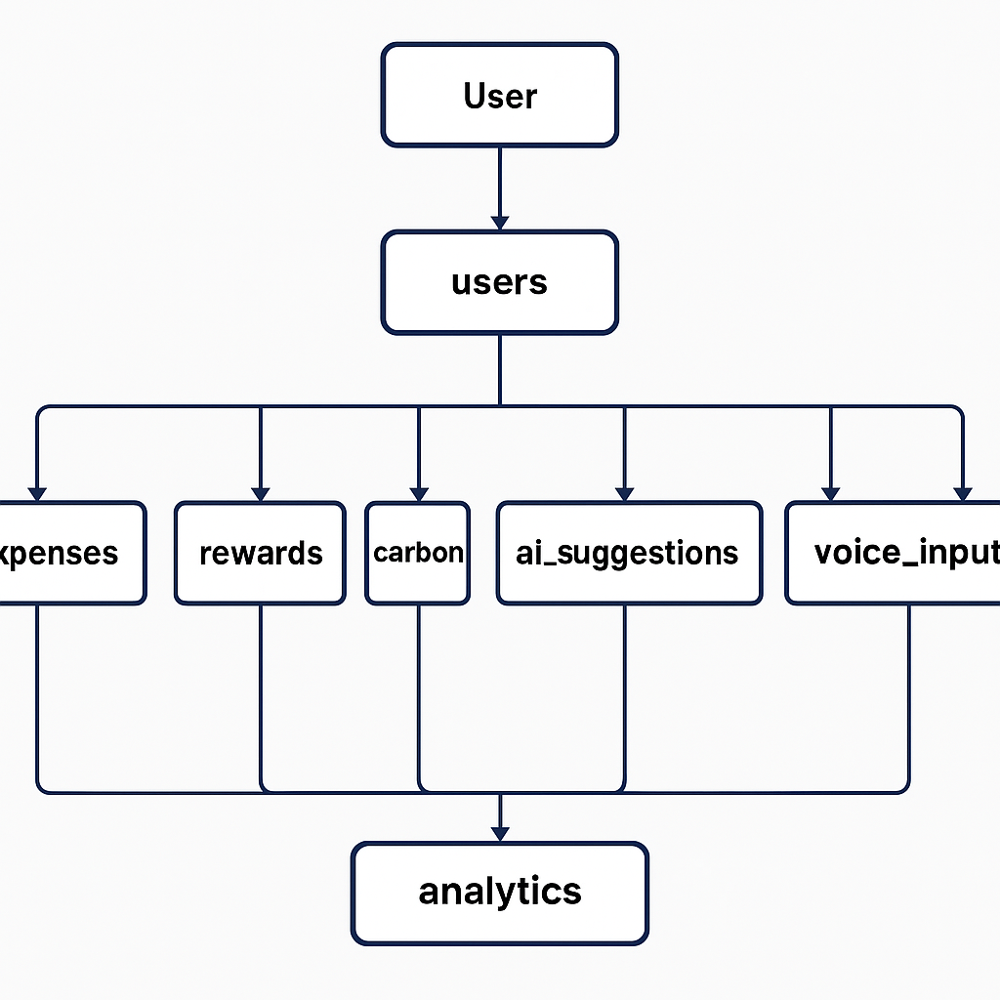 User
users
xpenses
rewards
carbon
ai_suggestions
voice_input
analytics